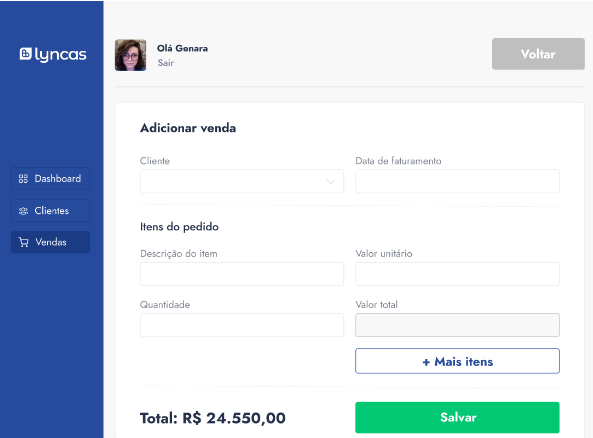 lyncas
Olá Genara
Sair
Voltar
Dashboard
Clientes
Vendas
Adicionar venda
Cliente
Data de faturamento
Itens do pedido
Descrição do item
Valor unitário
Quantidade
Valor total
+ Mais itens
Total: R$ 24.550,00
Salvar